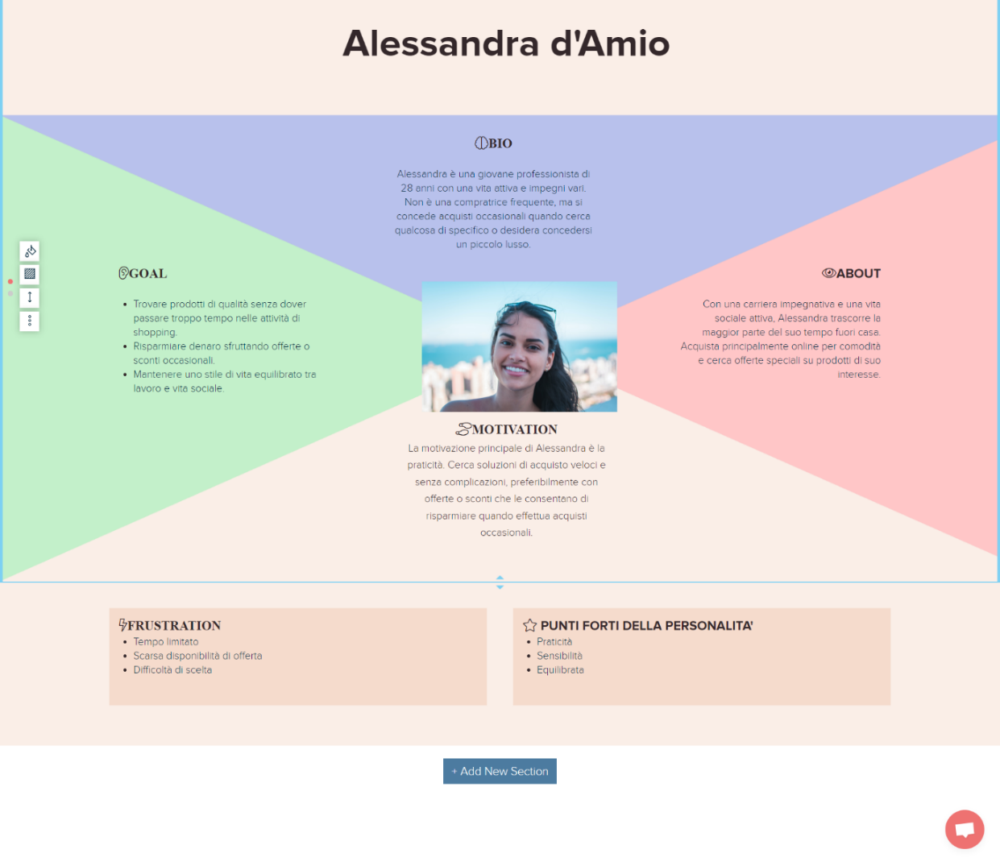 Alessandra d'Amio
BIO
Alessandra è una giovane professionista di
28 anni con una vita attiva e impegni vari.
Non è una compratrice frequente, ma si
concede acquisti occasionali quando cerca
qualcosa di specifico o desidera concedersi
un piccolo lusso.
GOAL
Trovare prodotti di qualità senza dover
passare troppo tempo nelle attività di
shopping.
Risparmiare denaro sfruttando offerte o
sconti occasionali.
Mantenere uno stile di vita equilibrato tra
lavoro e vita sociale.
ABOUT
Con una carriera impegnativa e una vita
sociale attiva, Alessandra trascorre la
maggior parte del suo tempo fuori casa.
Acquista principalmente online per comodità
e cerca offerte speciali su prodotti di suo
interesse.
MOTIVATION
La motivazione principale di Alessandra è la
praticità. Cerca soluzioni di acquisto veloci e
senza complicazioni, preferibilmente con
offerte o sconti che le consentano di
risparmiare quando effettua acquisti
occasionali.
FRUSTRATION
Tempo limitato
Scarsa disponibilità di offerta
Difficoltà di scelta
PUNTI FORTI DELLA PERSONALITA'
Praticità
Sensibilità
Equilibrata
+ Add New Section